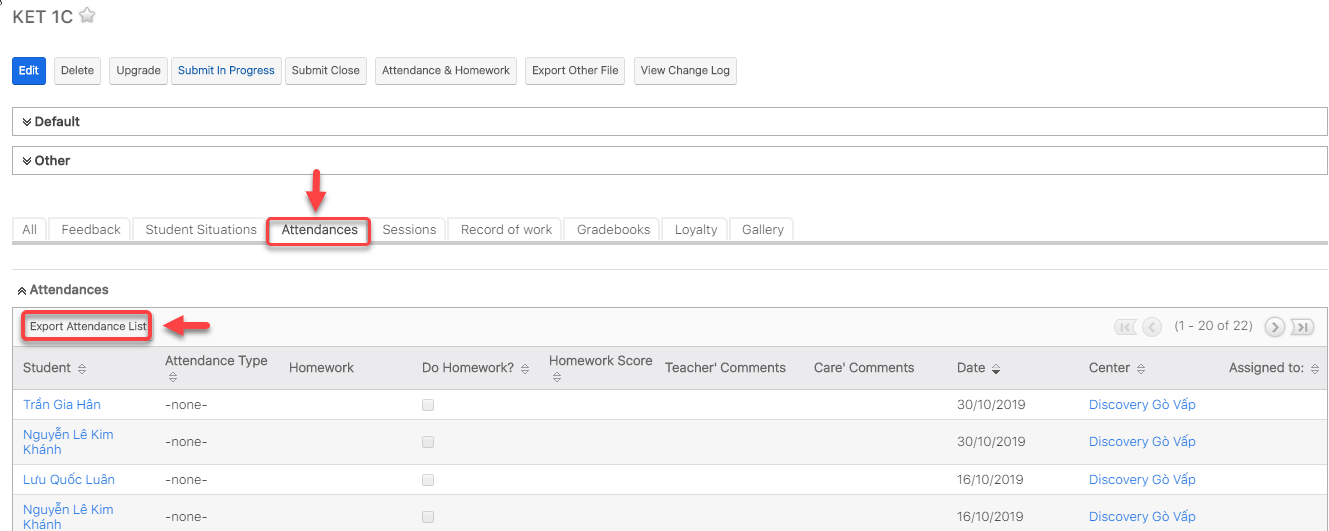 KET 1C
Edit Delete Upgrade Submit In Progress Submit Close Attendance & Homework Export Other File View Change Log
Default
Other
All Feedback Student Situations Attendances Sessions Record of work Gradebooks Loyalty Gallery
Attendances
Export Attendance List (1 - 20 of 22)
Student Attendance Type Homework Do Homework? Homework Score Teacher' Comments Care' Comments Date Center Assigned to:
Trần Gia Hân -none- 30/10/2019 Discovery Gò Vấp
Nguyễn Lê Kim
Khánh -none- 30/10/2019 Discovery Gò Vấp
Lưu Quốc Luân -none- 16/10/2019 Discovery Gò Vấp
Nguyễn Lê Kim
Khánh -none- 16/10/2019 Discovery Gò Vấp